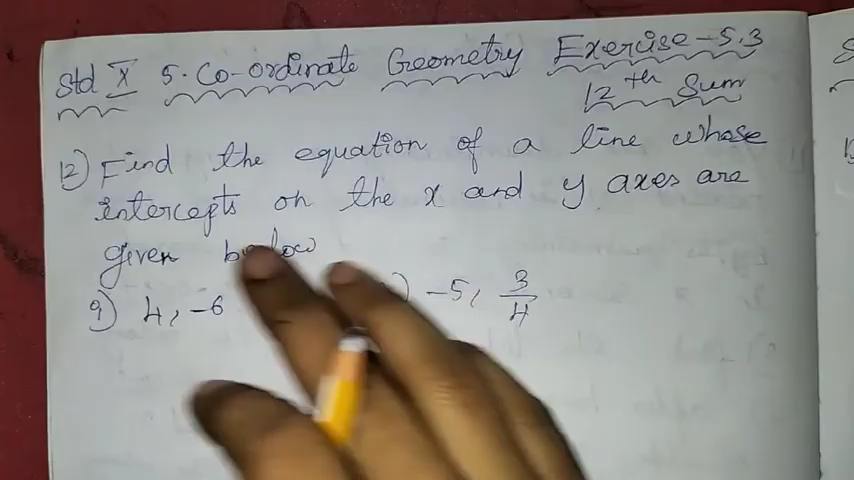 Std X 5. Co-ordinate Geometry Exercise-5.3
12th Sum
12) Find the equation of a line whose
intercepts on the x and y axes are
given below
i) 4, -6 ) -5, 3/4